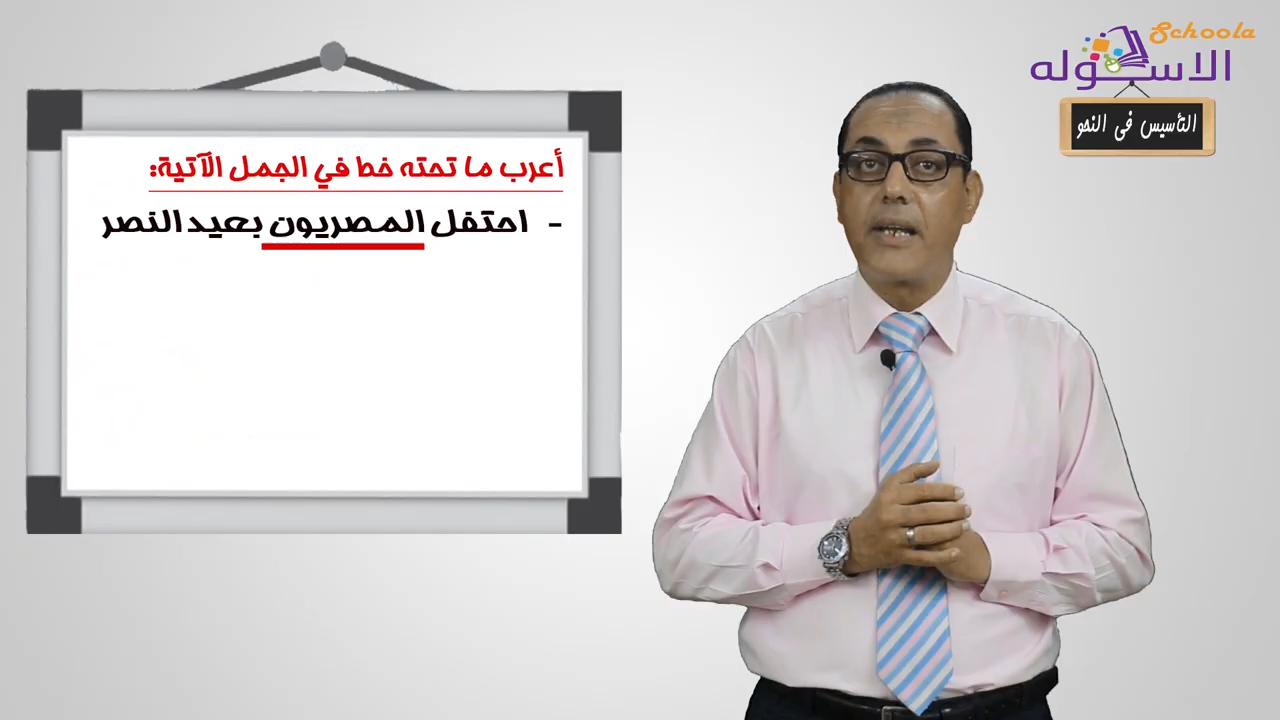 Schoola
الاسكوله
التأسيس فى النحو
أعرب ما تحته خط في الجمل الآتية:
- احتفل المصريون بعيد النصر